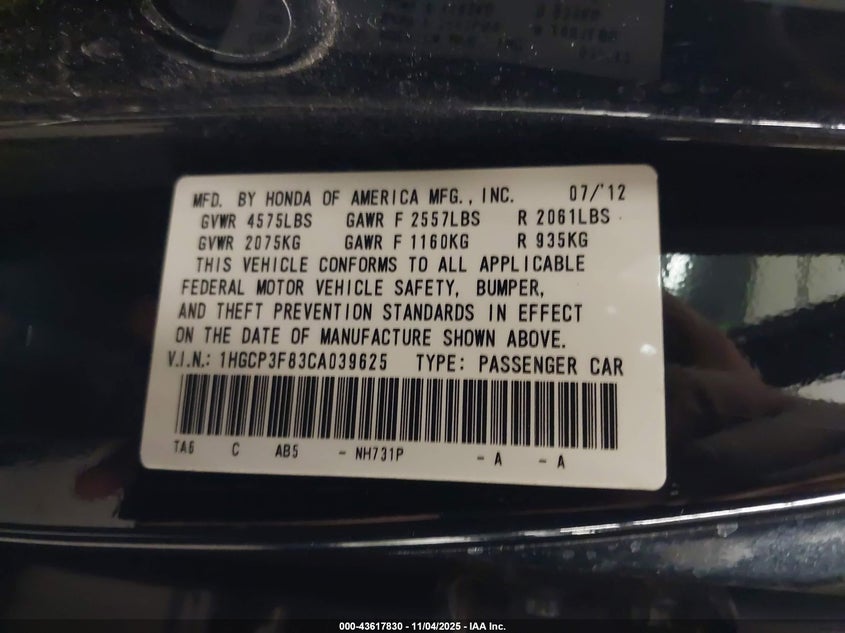 MFD. BY HONDA OF AMERICA MFG., INC. 07/'12
GVWR 4575LBS GAWR F 2557LBS R 2061LBS
GVWR 2075KG GAWR F 1160KG R 935KG
THIS VEHICLE CONFORMS TO ALL APPLICABLE
FEDERAL MOTOR VEHICLE SAFETY, BUMPER,
AND THEFT PREVENTION STANDARDS IN EFFECT
ON THE DATE OF MANUFACTURE SHOWN ABOVE.
V.I.N.: 1HGCP3F83CA039625 TYPE: PASSENGER CAR
TA6 C AB5 - NH731P - A - A
000-43617830 - 11/04/2025 - IAA Inc.